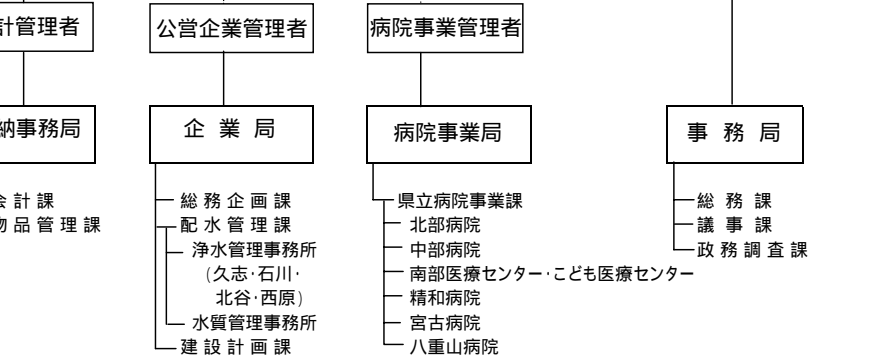 計管理者
公営企業管理者
病院事業管理者
納事務局
企業局
病院事業局
事務局
会計課
物品管理課
総務企画課
配水管理課
浄水管理事務所
(久志・石川・
北谷・西原)
水質管理事務所
建設計画課
県立病院事業課
北部病院
中部病院
南部医療センター・こども医療センター
精和病院
宮古病院
八重山病院
総務課
議事課
政務調査課